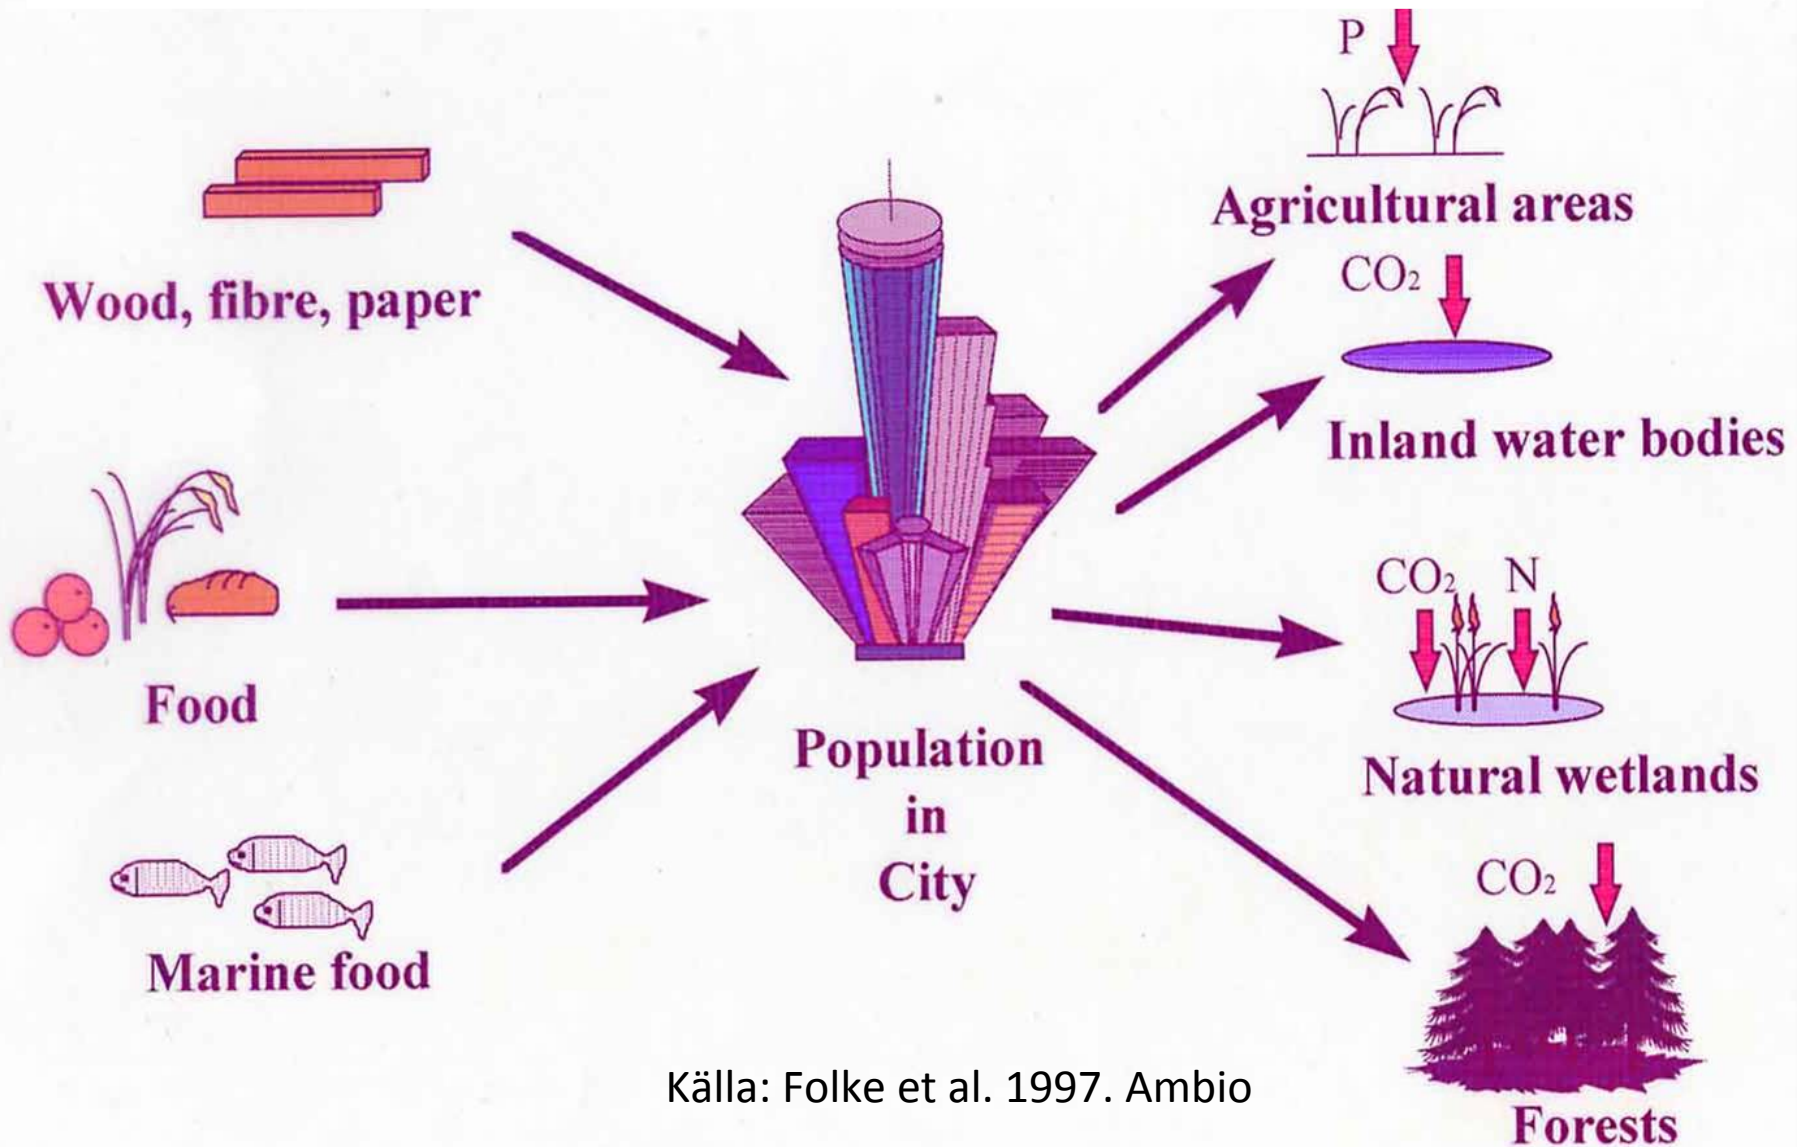 Wood, fibre, paper
Food
Marine food
Population
in
City
P
Agricultural areas
CO₂
Inland water bodies
CO₂ N
Natural wetlands
CO₂
Forests
Källa: Folke et al. 1997. Ambio